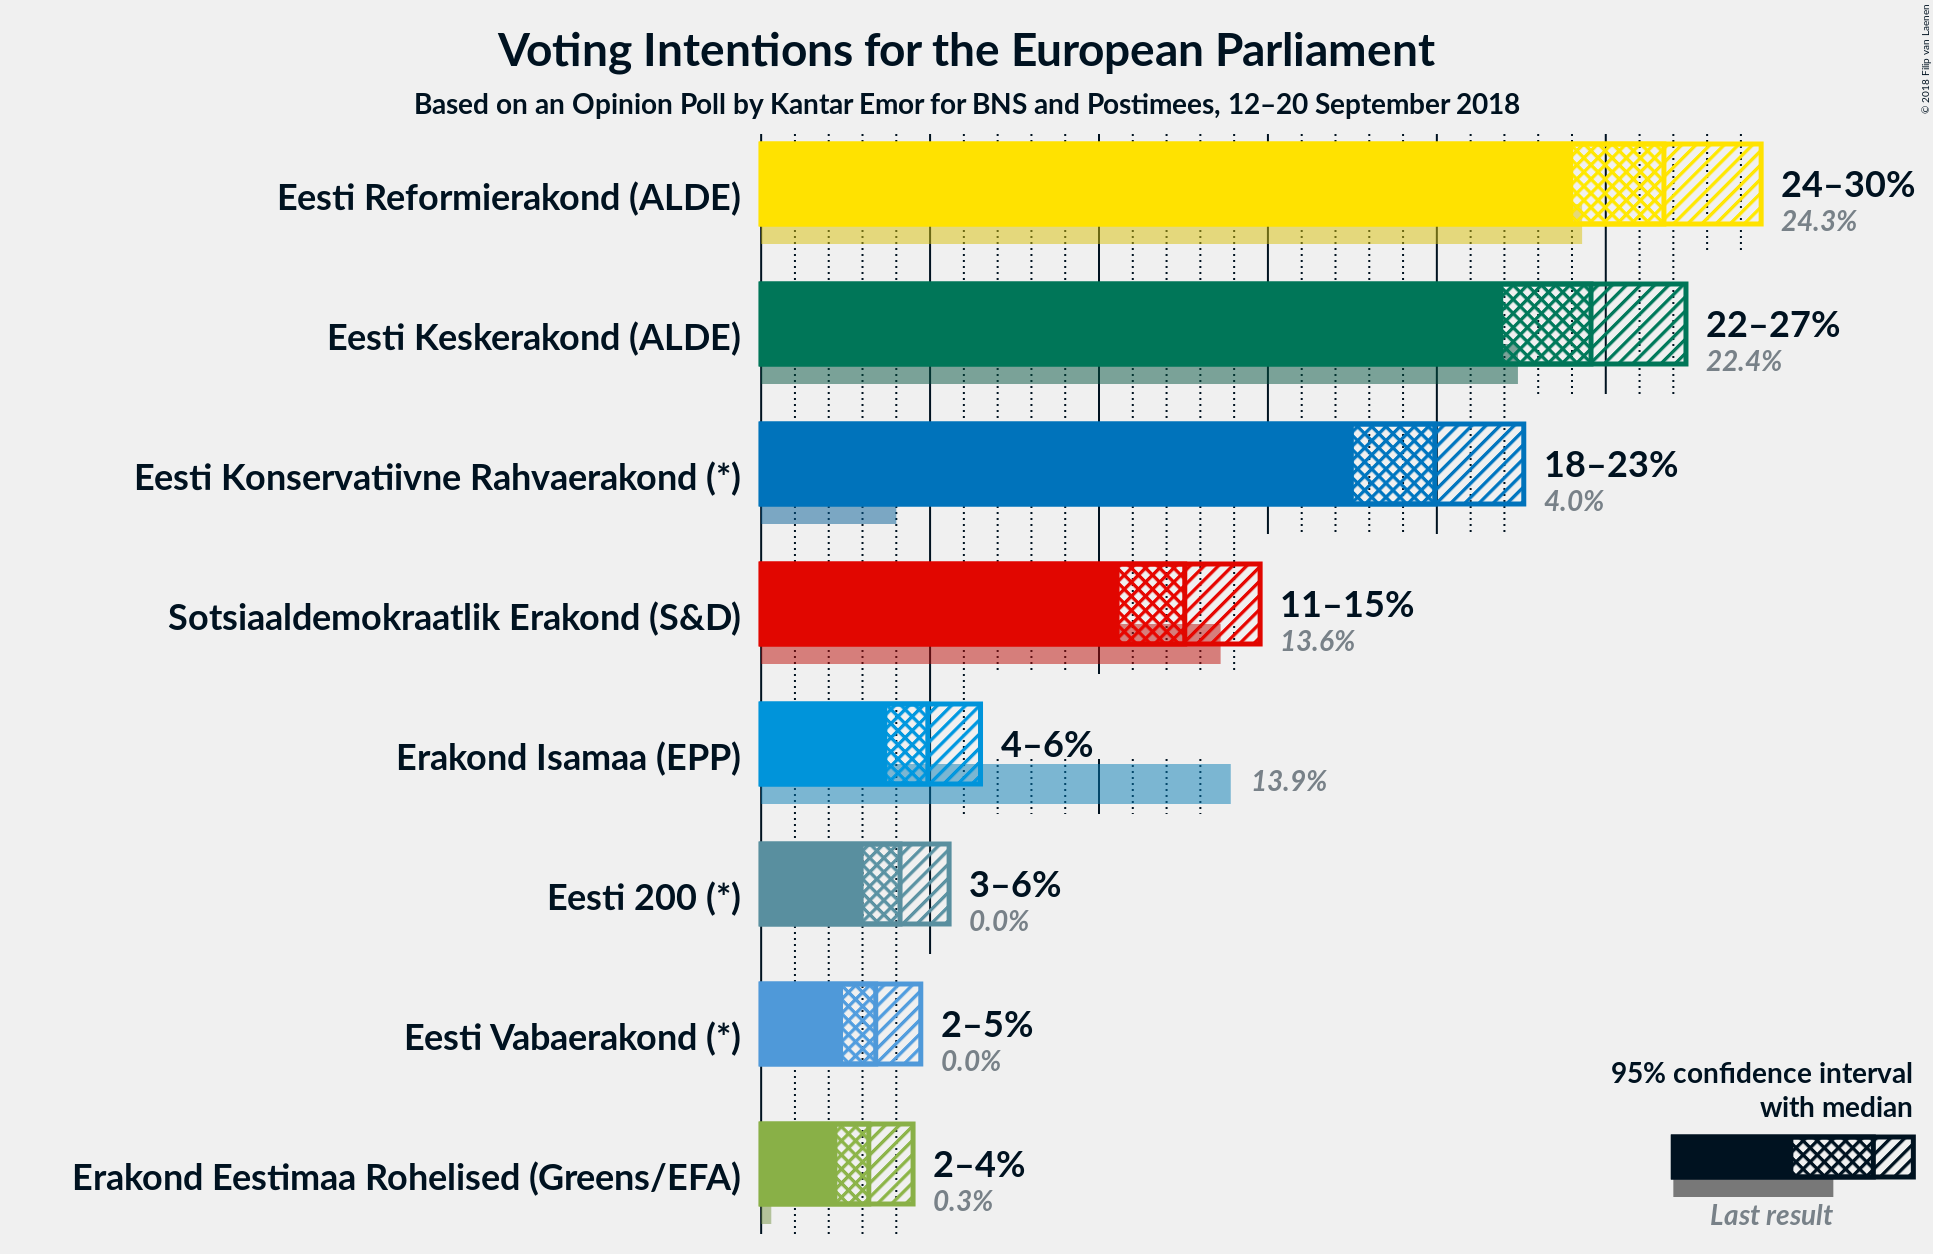 Voting Intentions for the European Parliament
Based on an Opinion Poll by Kantar Emor for BNS and Postimees, 12–20 September 2018
© 2018 Filip van Laenen
Eesti Reformierakond (ALDE)
24–30%
24.3%
Eesti Keskerakond (ALDE)
22–27%
22.4%
Eesti Konservatiivne Rahvaerakond (*)
18–23%
4.0%
Sotsiaaldemokraatlik Erakond (S&D)
11–15%
13.6%
Erakond Isamaa (EPP)
4–6%
13.9%
Eesti 200 (*)
3–6%
0.0%
Eesti Vabaerakond (*)
2–5%
0.0%
Erakond Eestimaa Rohelised (Greens/EFA)
2–4%
0.3%
95% confidence interval
with median
Last result